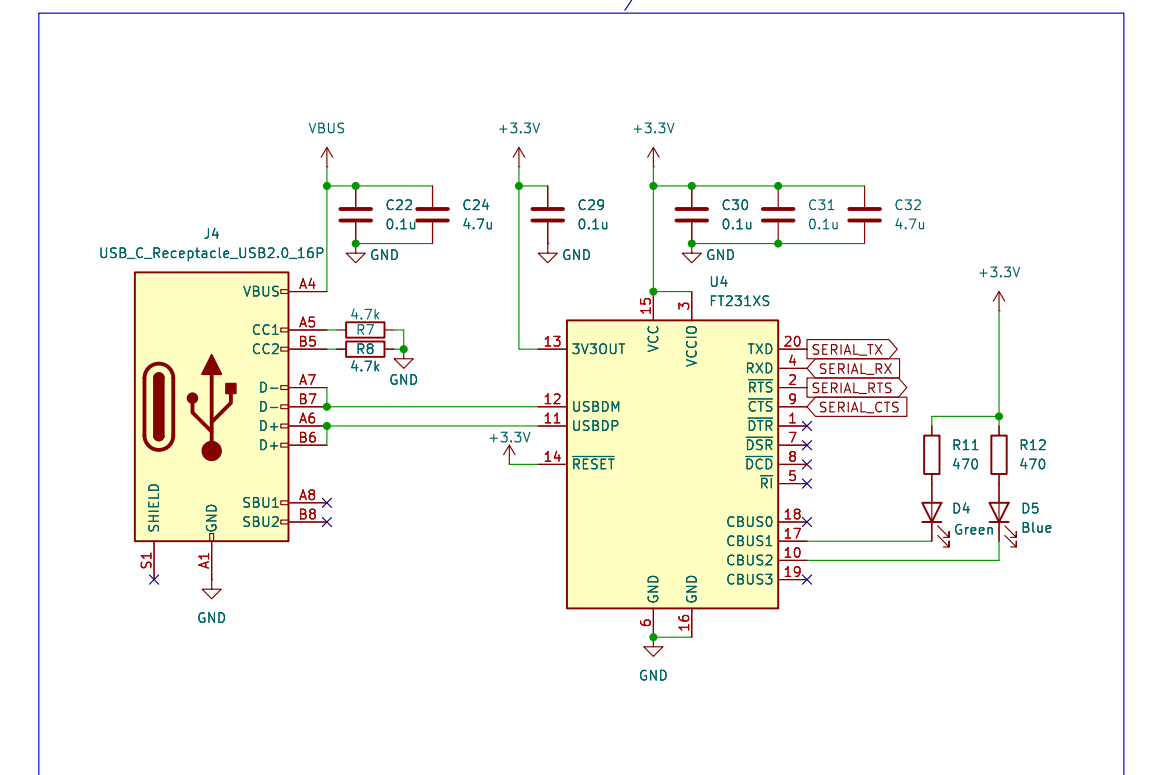 VBUS
+3.3V
+3.3V
C22
0.1u
C24
4.7u
C29
0.1u
C30
0.1u
C31
0.1u
C32
4.7u
GND
GND
GND
J4
USB_C_Receptacle_USB2.0_16P
VBUS
A4
CC1
A5
CC2
B5
D-
A7
D-
B7
D+
A6
D+
B6
SBU1
A8
SBU2
B8
SHIELD
GND
S1
A1
GND
4.7k
R7
R8
4.7k
GND
U4
FT231XS
15
3
VCC
VCCIO
13
3V3OUT
12
USBDM
11
USBDP
+3.3V
14
RESET
TXD
20
SERIAL_TX
RXD
4
SERIAL_RX
RTS
2
SERIAL_RTS
CTS
9
SERIAL_CTS
DTR
1
DSR
7
DCD
8
RI
5
CBUS0
18
CBUS1
17
CBUS2
10
CBUS3
19
GND
GND
6
16
GND
+3.3V
R11
470
R12
470
D4
Green
D5
Blue